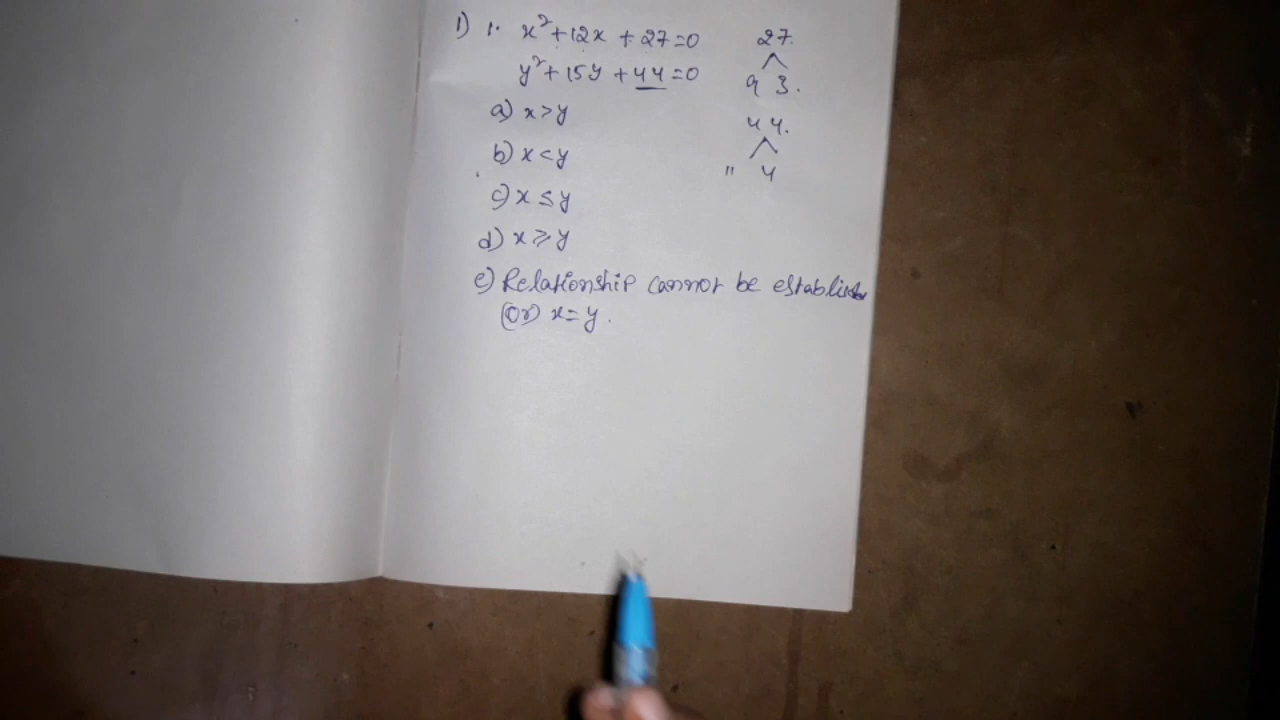 1) 1. x²+12x+27=0
y²+15y+44=0
a) x>y
b) x<y
c) x≤y
d) x≥y
e) Relationship cannot be
(Or) x=y.
27.
9 3.
44.
11 4